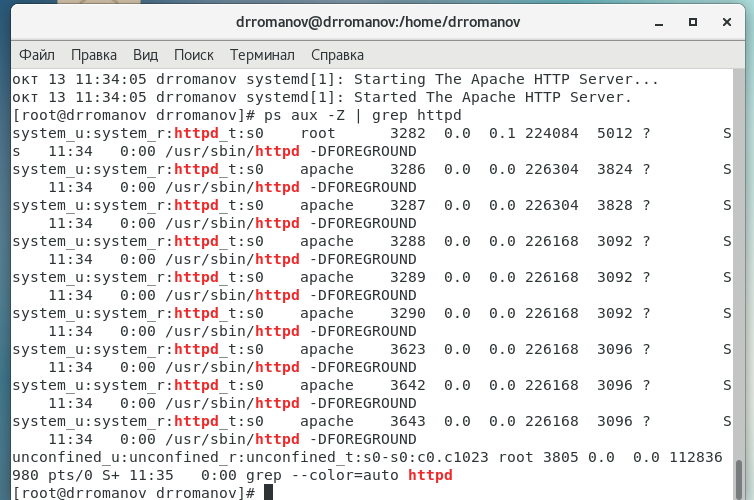 drromanov@drromanov:/home/drromanov
Файл Правка Вид Поиск Терминал Справка
окт 13 11:34:05 drromanov systemd[1]: Starting The Apache HTTP Server...
окт 13 11:34:05 drromanov systemd[1]: Started The Apache HTTP Server.
[root@drromanov drromanov]# ps aux -Z | grep httpd
system_u:system_r:httpd_t:s0    root      3282  0.0  0.1 224084  5012 ?        S
s   11:34   0:00 /usr/sbin/httpd -DFOREGROUND
system_u:system_r:httpd_t:s0    apache    3286  0.0  0.0 226304  3824 ?        S
    11:34   0:00 /usr/sbin/httpd -DFOREGROUND
system_u:system_r:httpd_t:s0    apache    3287  0.0  0.0 226304  3828 ?        S
    11:34   0:00 /usr/sbin/httpd -DFOREGROUND
system_u:system_r:httpd_t:s0    apache    3288  0.0  0.0 226168  3092 ?        S
    11:34   0:00 /usr/sbin/httpd -DFOREGROUND
system_u:system_r:httpd_t:s0    apache    3289  0.0  0.0 226168  3092 ?        S
    11:34   0:00 /usr/sbin/httpd -DFOREGROUND
system_u:system_r:httpd_t:s0    apache    3290  0.0  0.0 226168  3092 ?        S
    11:34   0:00 /usr/sbin/httpd -DFOREGROUND
system_u:system_r:httpd_t:s0    apache    3623  0.0  0.0 226168  3096 ?        S
    11:34   0:00 /usr/sbin/httpd -DFOREGROUND
system_u:system_r:httpd_t:s0    apache    3642  0.0  0.0 226168  3096 ?        S
    11:34   0:00 /usr/sbin/httpd -DFOREGROUND
system_u:system_r:httpd_t:s0    apache    3643  0.0  0.0 226168  3096 ?        S
    11:34   0:00 /usr/sbin/httpd -DFOREGROUND
unconfined_u:unconfined_r:unconfined_t:s0-s0:c0.c1023 root 3805 0.0  0.0 112836
980 pts/0 S+ 11:35   0:00 grep --color=auto httpd
[root@drromanov drromanov]#